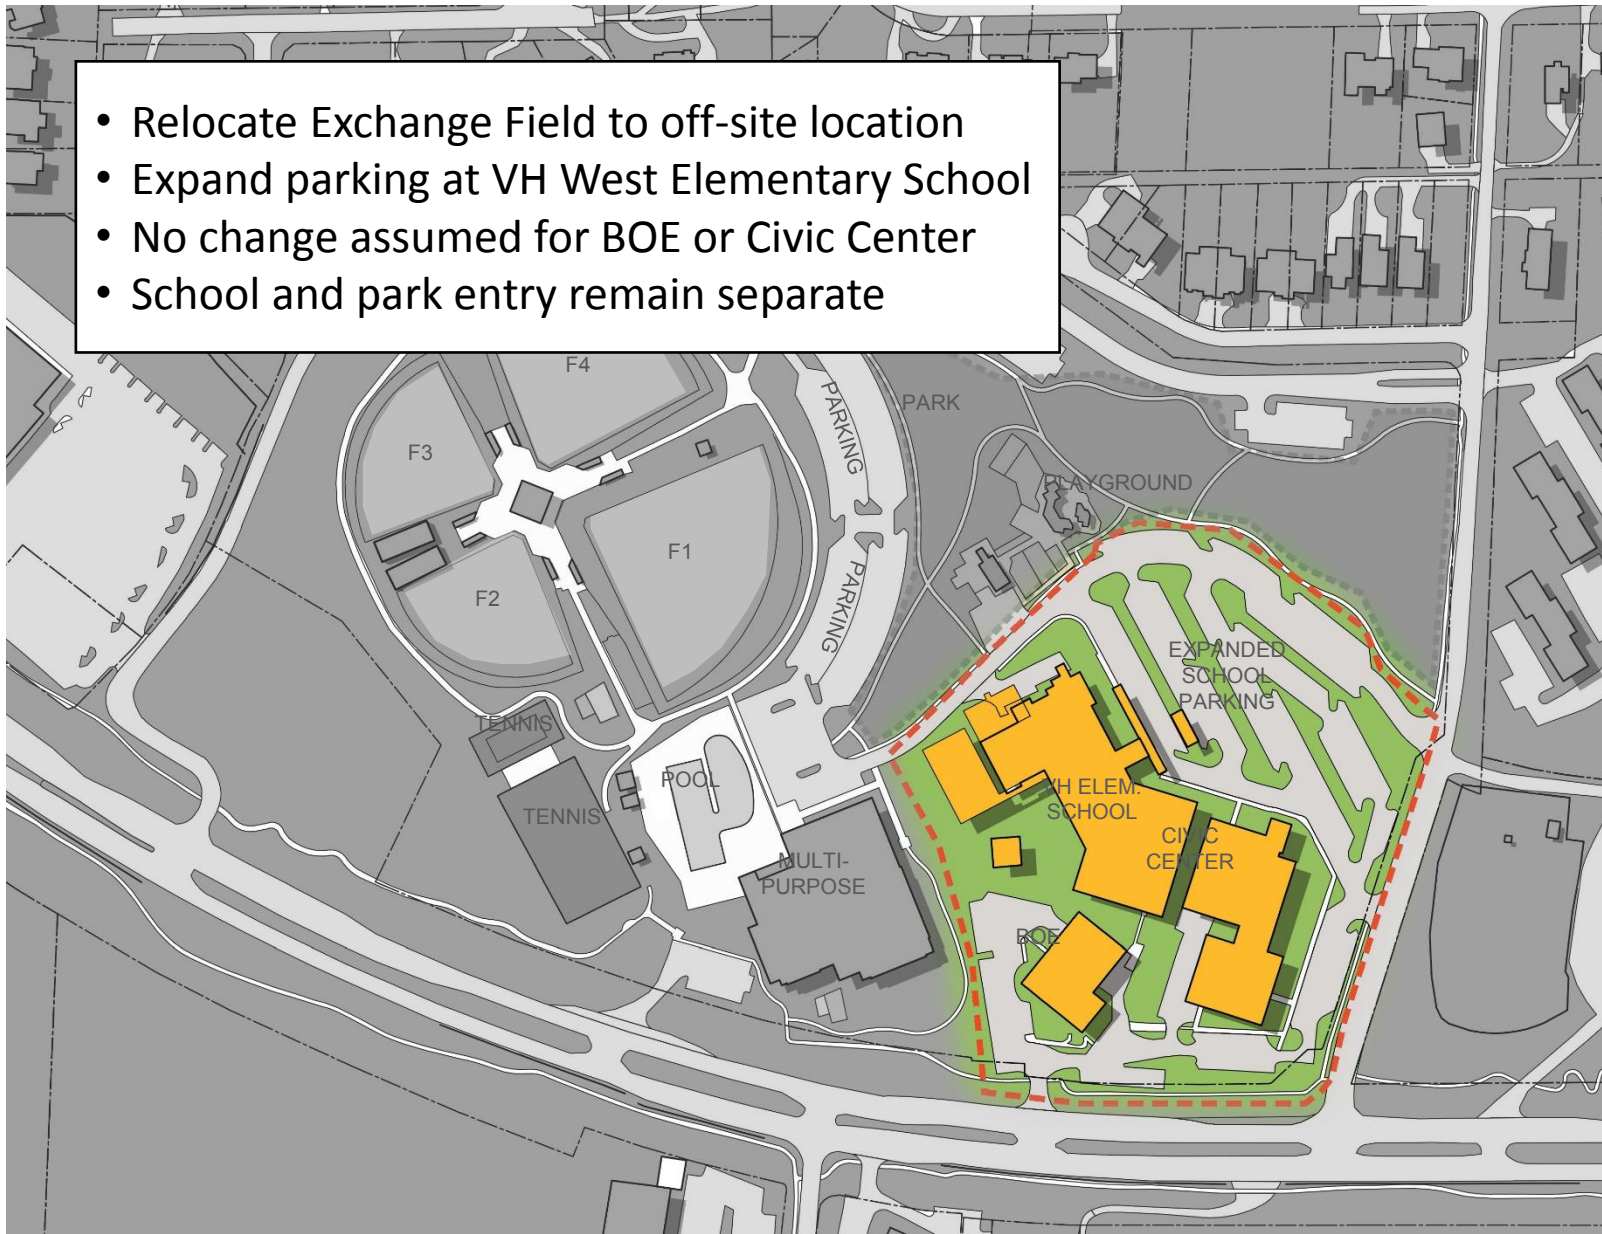 • Relocate Exchange Field to off-site location
• Expand parking at VH West Elementary School
• No change assumed for BOE or Civic Center
• School and park entry remain separate
F4
PARKING
PARK
F3
PLAYGROUND
F1
PARKING
F2
EXPANDED
SCHOOL
PARKING
TENNIS
POOL
TENNIS
VH ELEM.
SCHOOL
CIVIC
CENTER
MULTI-
PURPOSE
BOE